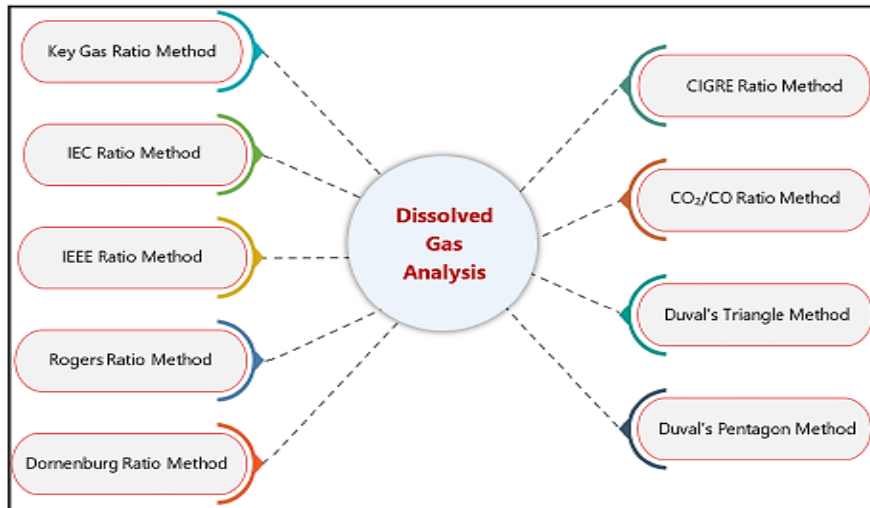 Key Gas Ratio Method
IEC Ratio Method
IEEE Ratio Method
Rogers Ratio Method
Dornenburg Ratio Method
Dissolved
Gas
Analysis
CIGRE Ratio Method
CO₂/CO Ratio Method
Duval's Triangle Method
Duval's Pentagon Method